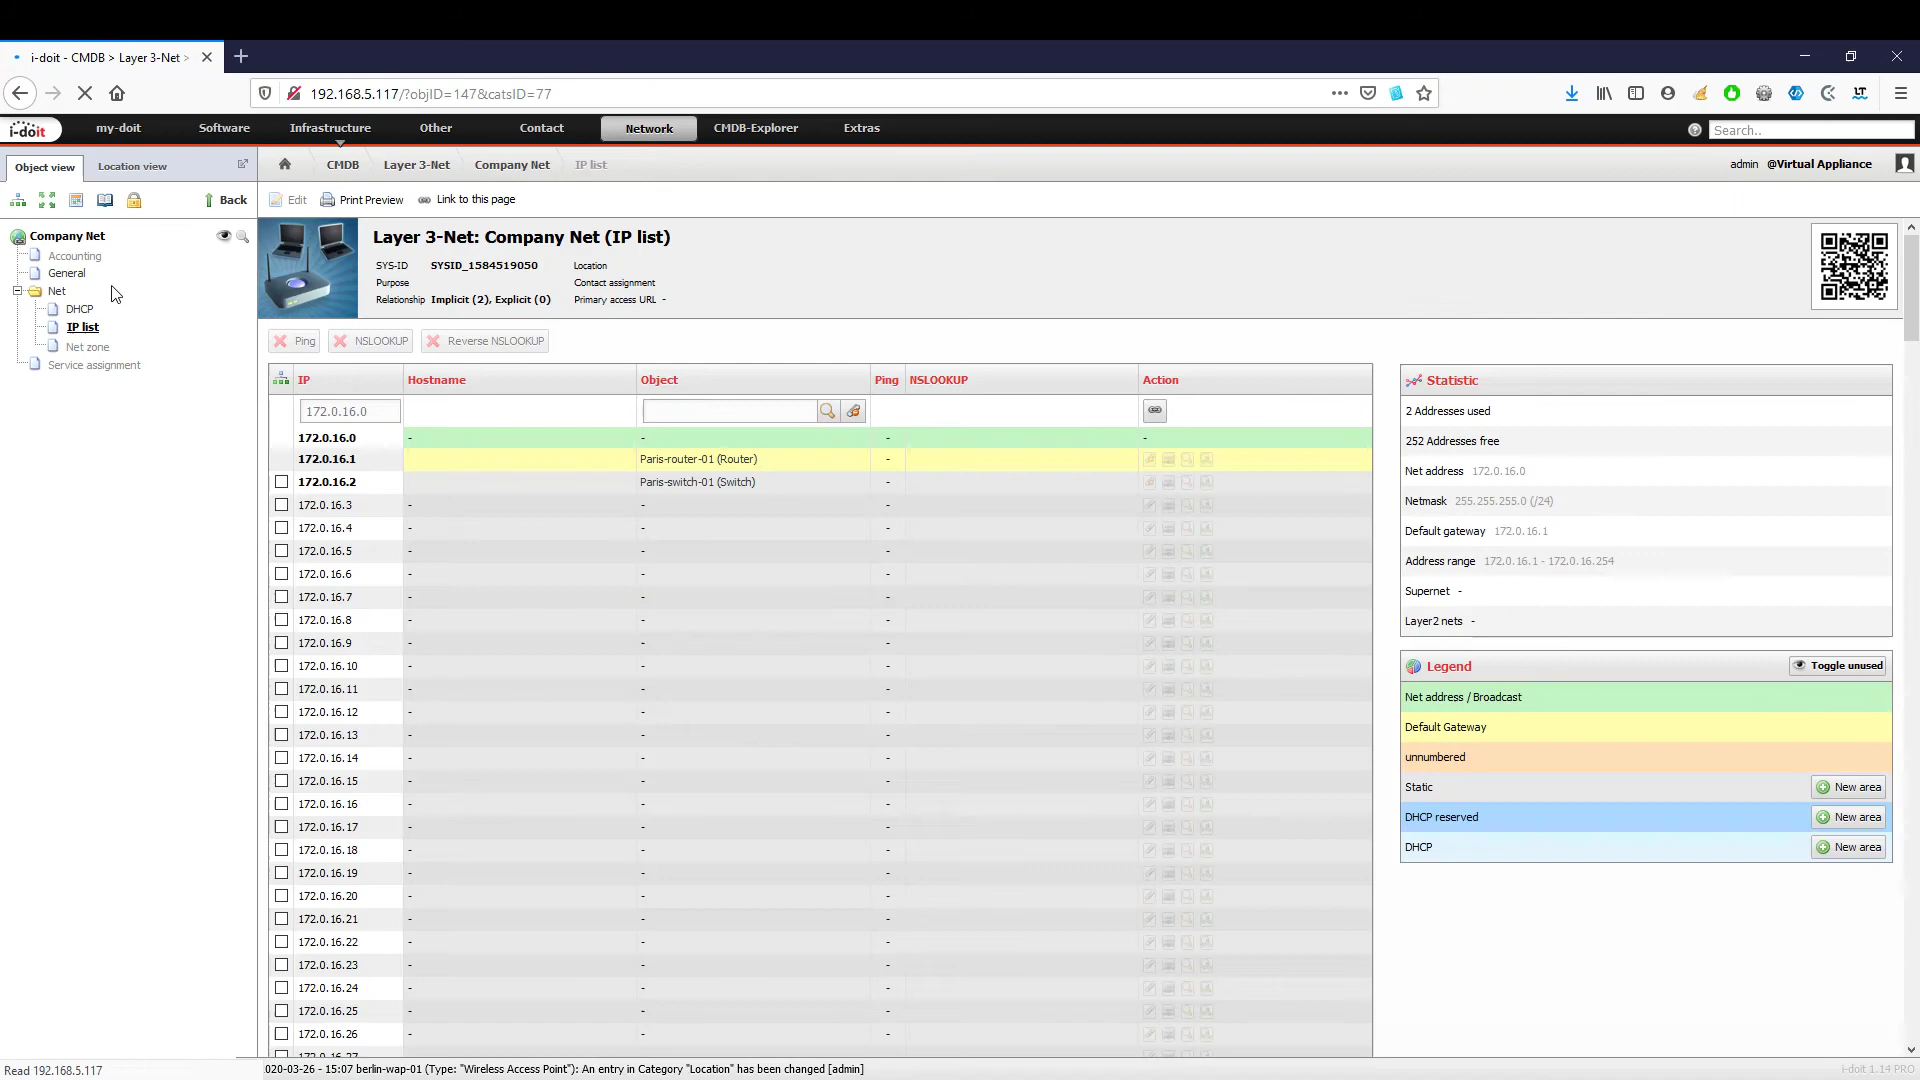 i-doit - CMDB > Layer 3-Net >
192.168.5.117/?objID=147&catsID=77
i-doit my-doit Software Infrastructure Other Contact Network CMDB-Explorer Extras Search..
Object view Location view CMDB Layer 3-Net Company Net IP list admin @Virtual Appliance
Back Edit Print Preview Link to this page
Company Net
Accounting
General
Net
DHCP
IP list
Net zone
Service assignment
Layer 3-Net: Company Net (IP list)
SYS-ID SYSID_1584519050 Location
Purpose Contact assignment
Relationship Implicit (2), Explicit (0) Primary access URL -
Ping NSLOOKUP Reverse NSLOOKUP
IP Hostname Object Ping NSLOOKUP Action
172.0.16.0
172.0.16.0 - - - -
172.0.16.1 Paris-router-01 (Router) -
172.0.16.2 Paris-switch-01 (Switch) -
172.0.16.3 - - -
172.0.16.4 - - -
172.0.16.5 - - -
172.0.16.6 - - -
172.0.16.7 - - -
172.0.16.8 - - -
172.0.16.9 - - -
172.0.16.10 - - -
172.0.16.11 - - -
172.0.16.12 - - -
172.0.16.13 - - -
172.0.16.14 - - -
172.0.16.15 - - -
172.0.16.16 - - -
172.0.16.17 - - -
172.0.16.18 - - -
172.0.16.19 - - -
172.0.16.20 - - -
172.0.16.21 - - -
172.0.16.22 - - -
172.0.16.23 - - -
172.0.16.24 - - -
172.0.16.25 - - -
172.0.16.26 - - -
172.0.16.27
Statistic
2 Addresses used
252 Addresses free
Net address 172.0.16.0
Netmask 255.255.255.0 (/24)
Default gateway 172.0.16.1
Address range 172.0.16.1 - 172.0.16.254
Supernet -
Layer2 nets -
Legend Toggle unused
Net address / Broadcast
Default Gateway
unnumbered
Static New area
DHCP reserved New area
DHCP New area
Read 192.168.5.117
020-03-26 - 15:07 berlin-wap-01 (Type: "Wireless Access Point"): An entry in Category "Location" has been changed [admin]
i-doit 1.14 PRO